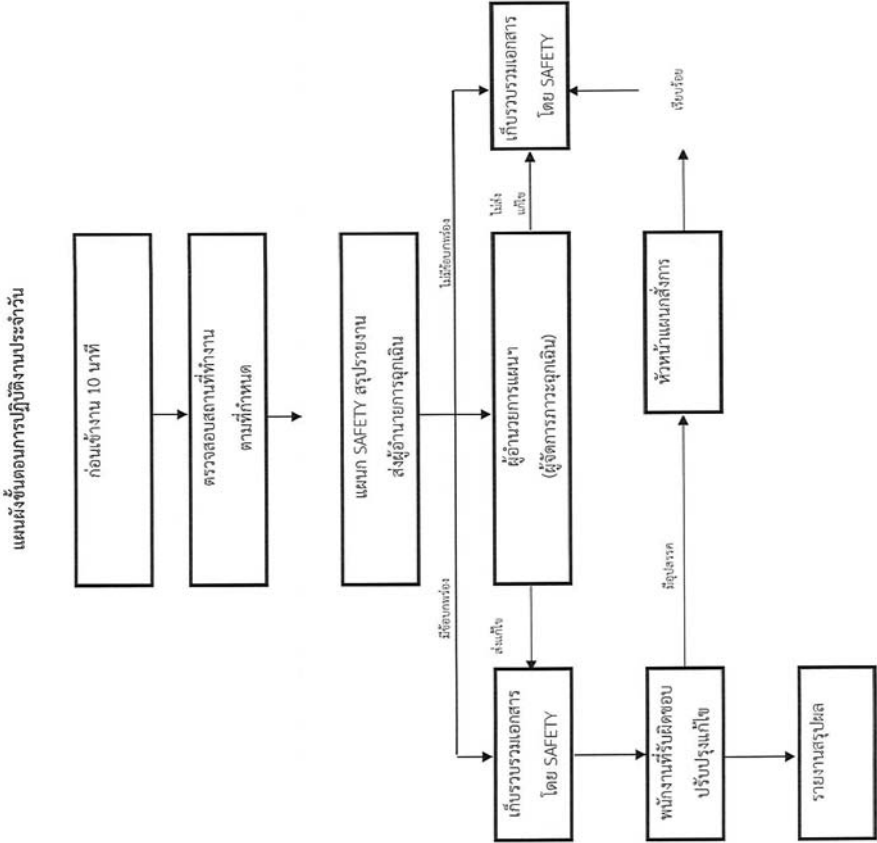 แผนผังขั้นตอนการปฏิบัติงานประจำวัน
ก่อนเข้างาน 10 นาที
ตรวจสอบสถานที่ทำงาน
ตามที่กำหนด
แผนก SAFETY สรุปรายงาน
ส่งผู้อำนายการฉุกเฉิน
มีข้อบกพร่อง
ไม่มีข้อบกพร่อง
เก็บรวบรวมเอกสาร
โดย SAFETY
ส่งแก้ไข
ผู้อำนวยการแผนฯ
(ผู้จัดการภาวะฉุกเฉิน)
ไม่ส่ง
แก้ไข
เก็บรวบรวมเอกสาร
โดย SAFETY
พนักงานที่รับผิดชอบ
ปรับปรุงแก้ไข
มีอุปสรรค
หัวหน้าแผนกสั่งการ
เรียบร้อย
รายงานสรุปผล